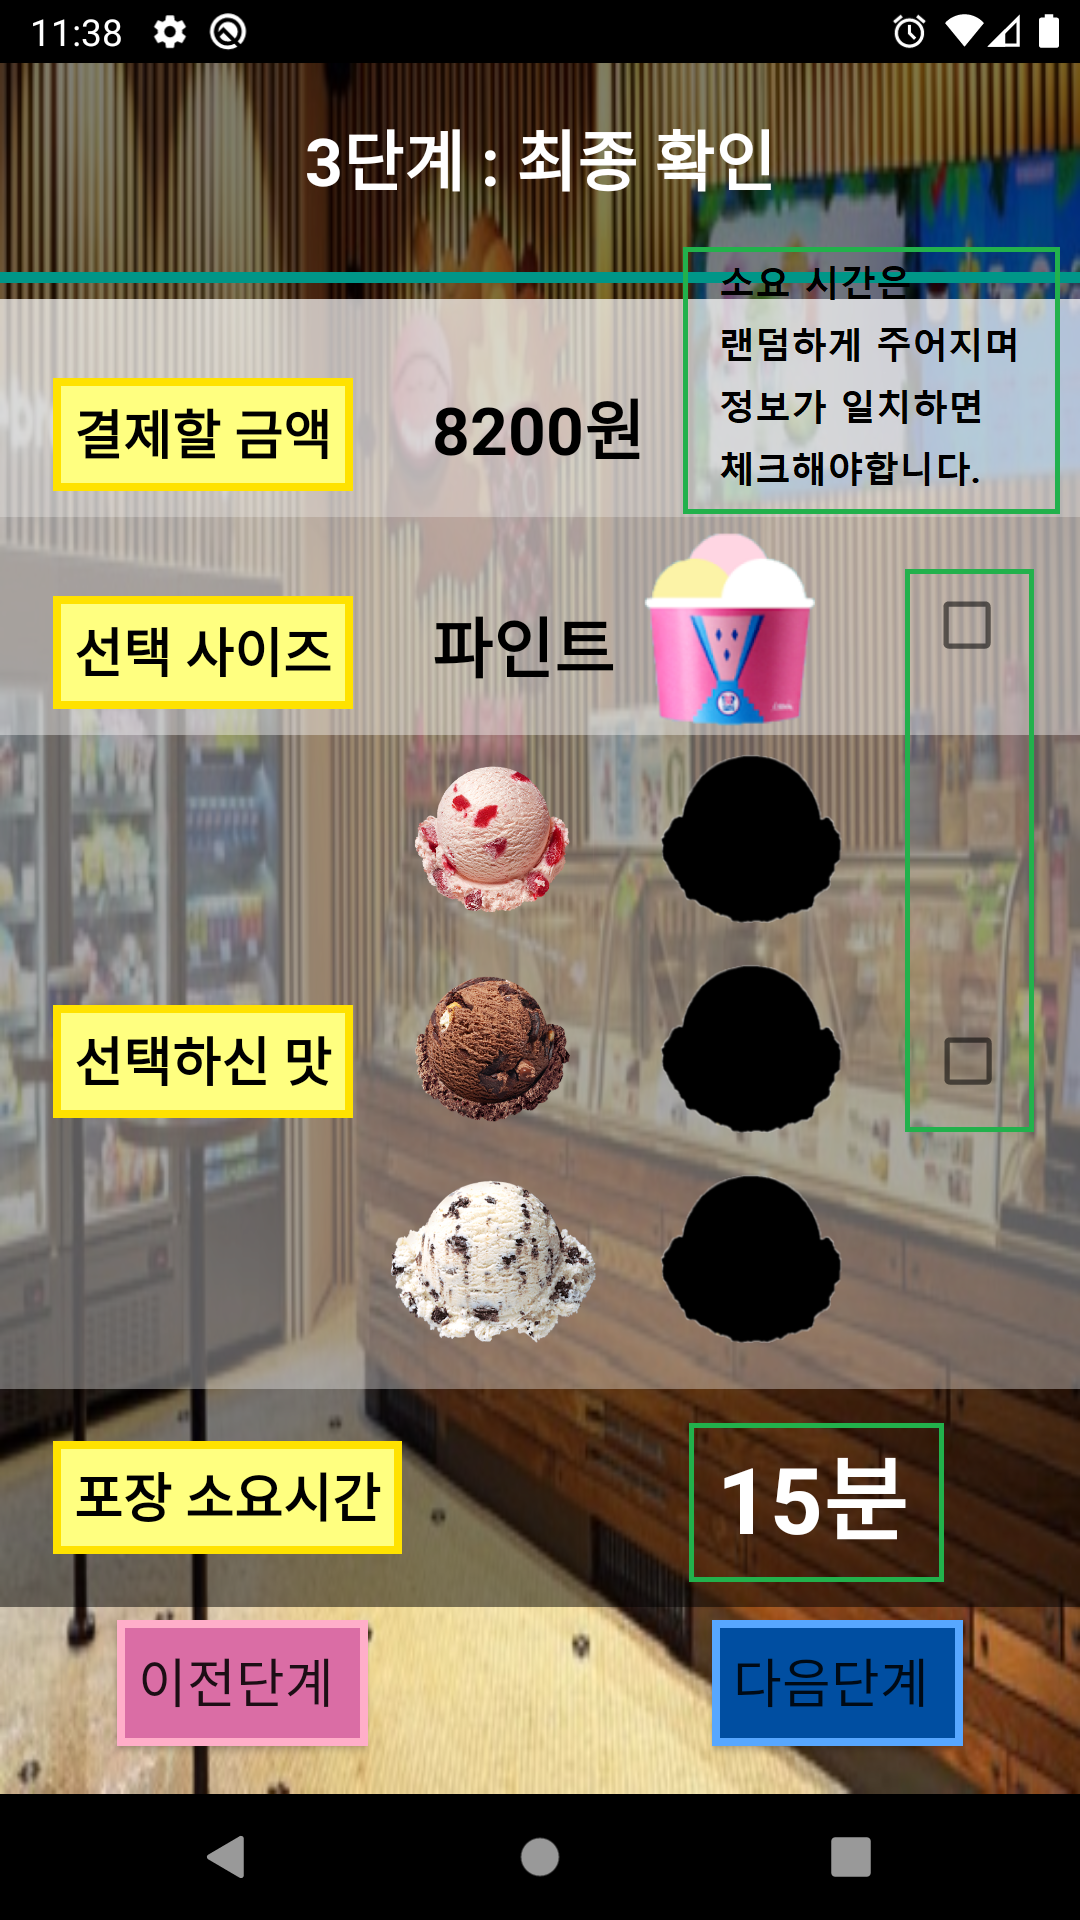 11:38
3단계 : 최종 확인
소요 시간은
랜덤하게 주어지며
정보가 일치하면
체크해야합니다.
결제할 금액
8200원
선택 사이즈
파인트
선택하신 맛
포장 소요시간
15분
이전단계
다음단계